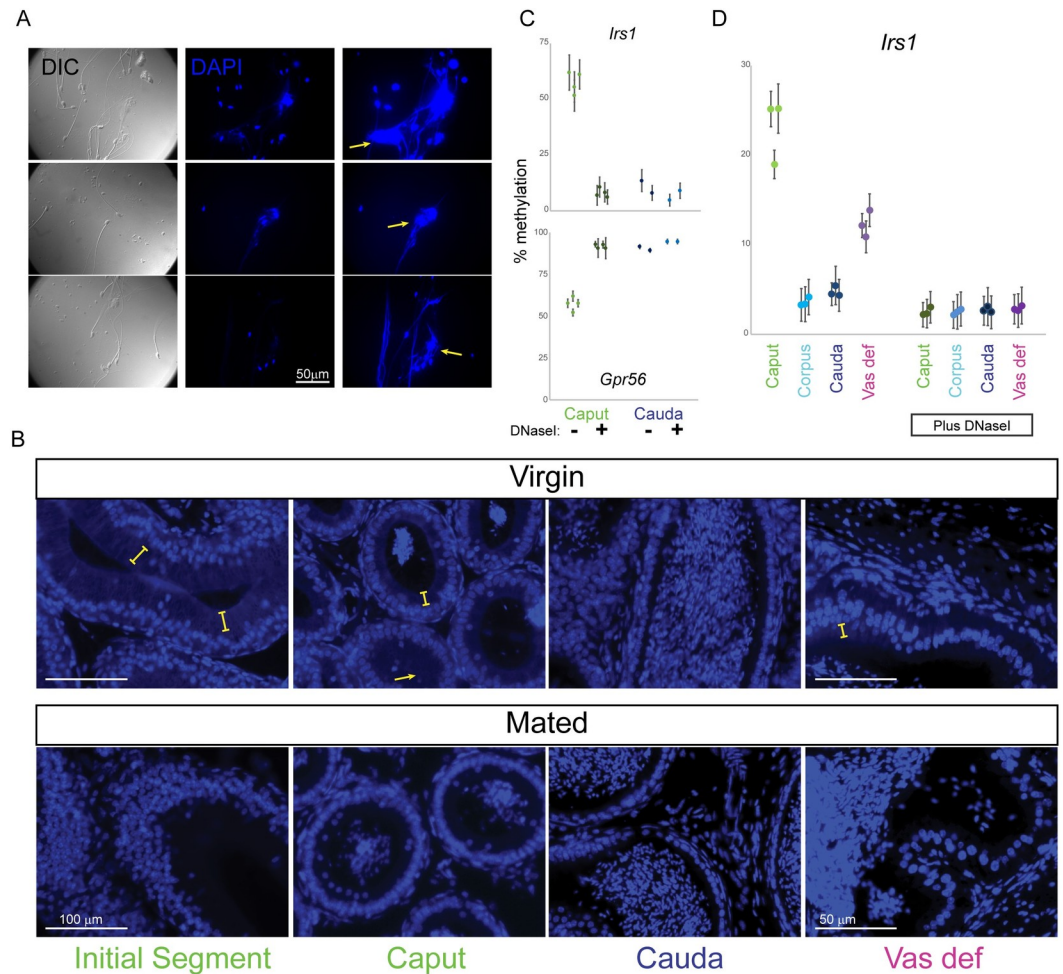 A
DIC
DAPI
50µm
C
Irs1
75
50
25
0
% methylation
100
75
50
25
0
Gpr56
Caput
Cauda
DNaseI:
-
+
-
+
D
Irs1
30
20
10
0
Caput
Corpus
Cauda
Vas def
Caput
Corpus
Cauda
Vas def
Plus DNaseI
B
Virgin
Mated
100 µm
50 µm
Initial Segment
Caput
Cauda
Vas def